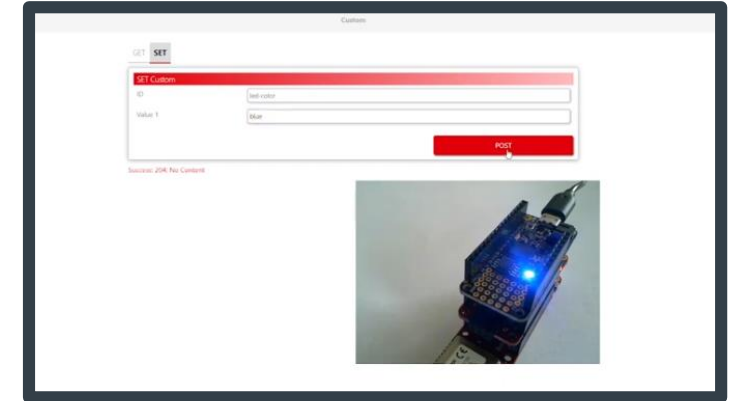 Custom
GET SET
SET Custom
ID led-color
Value 1 blue
POST
Success: 204: No Content